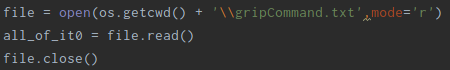 file = open(os.getcwd() + '\\gripCommand.txt',mode='r')
all_of_it0 = file.read()
file.close()